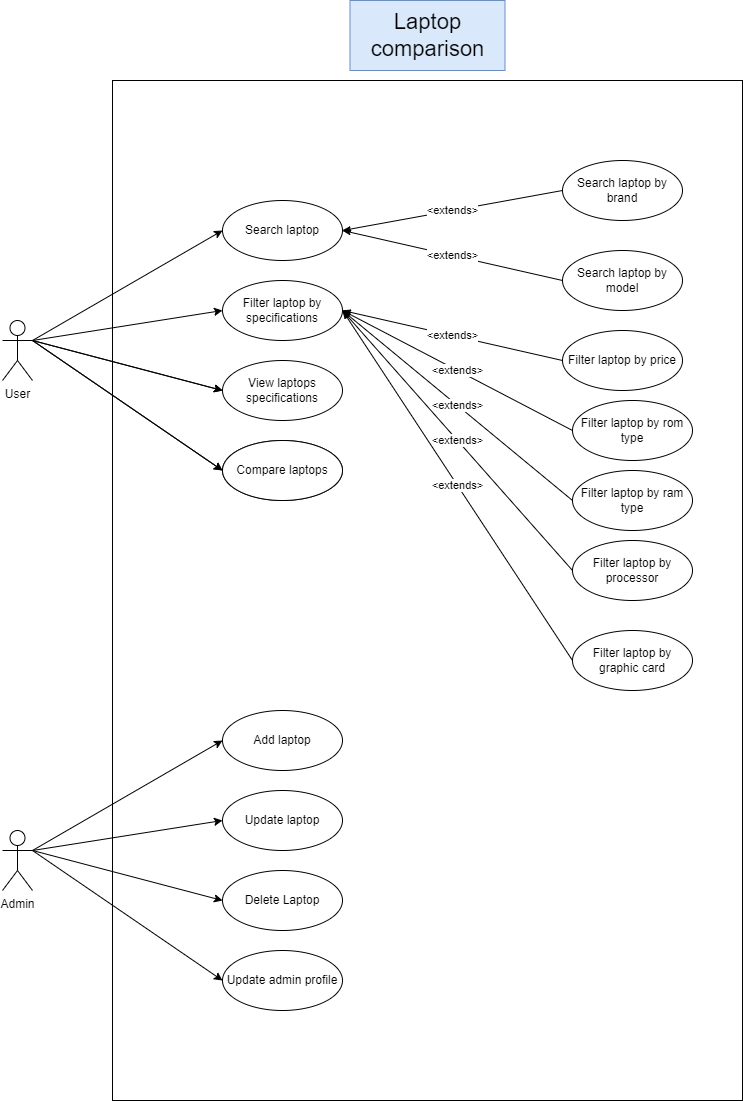 Laptop
comparison
Search laptop by
brand
<extends>
Search laptop
<extends>
Search laptop by
model
Filter laptop by
specifications
<extends>
Filter laptop by price
<extends>
View laptops
specifications
User
<extends>
Filter laptop by rom
type
<extends>
Compare laptops
<extends>
Filter laptop by ram
type
Filter laptop by
processor
Filter laptop by
graphic card
Add laptop
Update laptop
Admin
Delete Laptop
Update admin profile